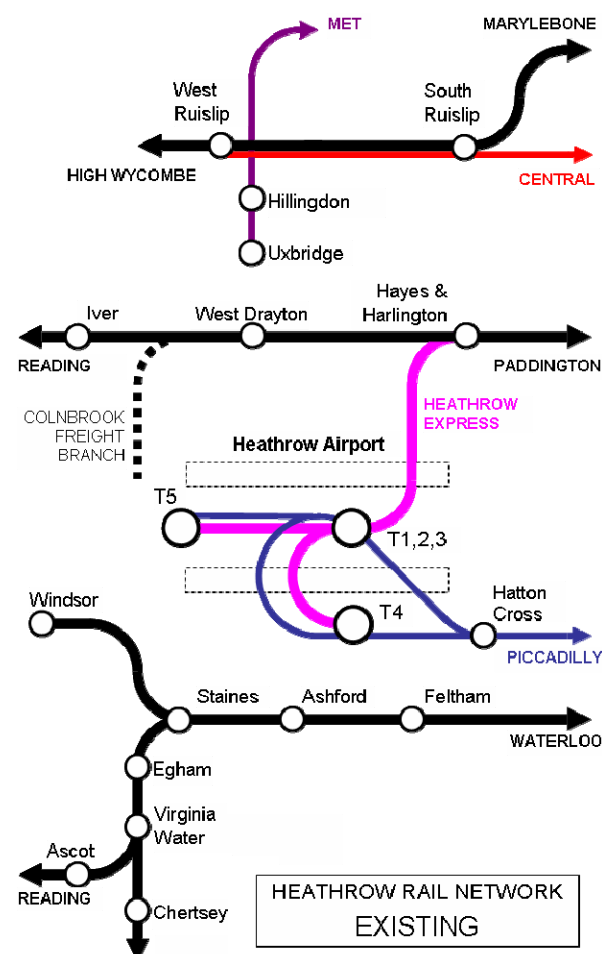 MET
MARYLEBONE
West
Ruislip
South
Ruislip
HIGH WYCOMBE
CENTRAL
Hillingdon
Uxbridge
Iver
West Drayton
Hayes &
Harlington
READING
PADDINGTON
COLNBROOK
FREIGHT
BRANCH
HEATHROW
EXPRESS
Heathrow Airport
T5
T1,2,3
T4
Hatton
Cross
PICCADILLY
Windsor
Staines
Ashford
Feltham
WATERLOO
Egham
Virginia
Water
Ascot
READING
Chertsey
HEATHROW RAIL NETWORK
EXISTING